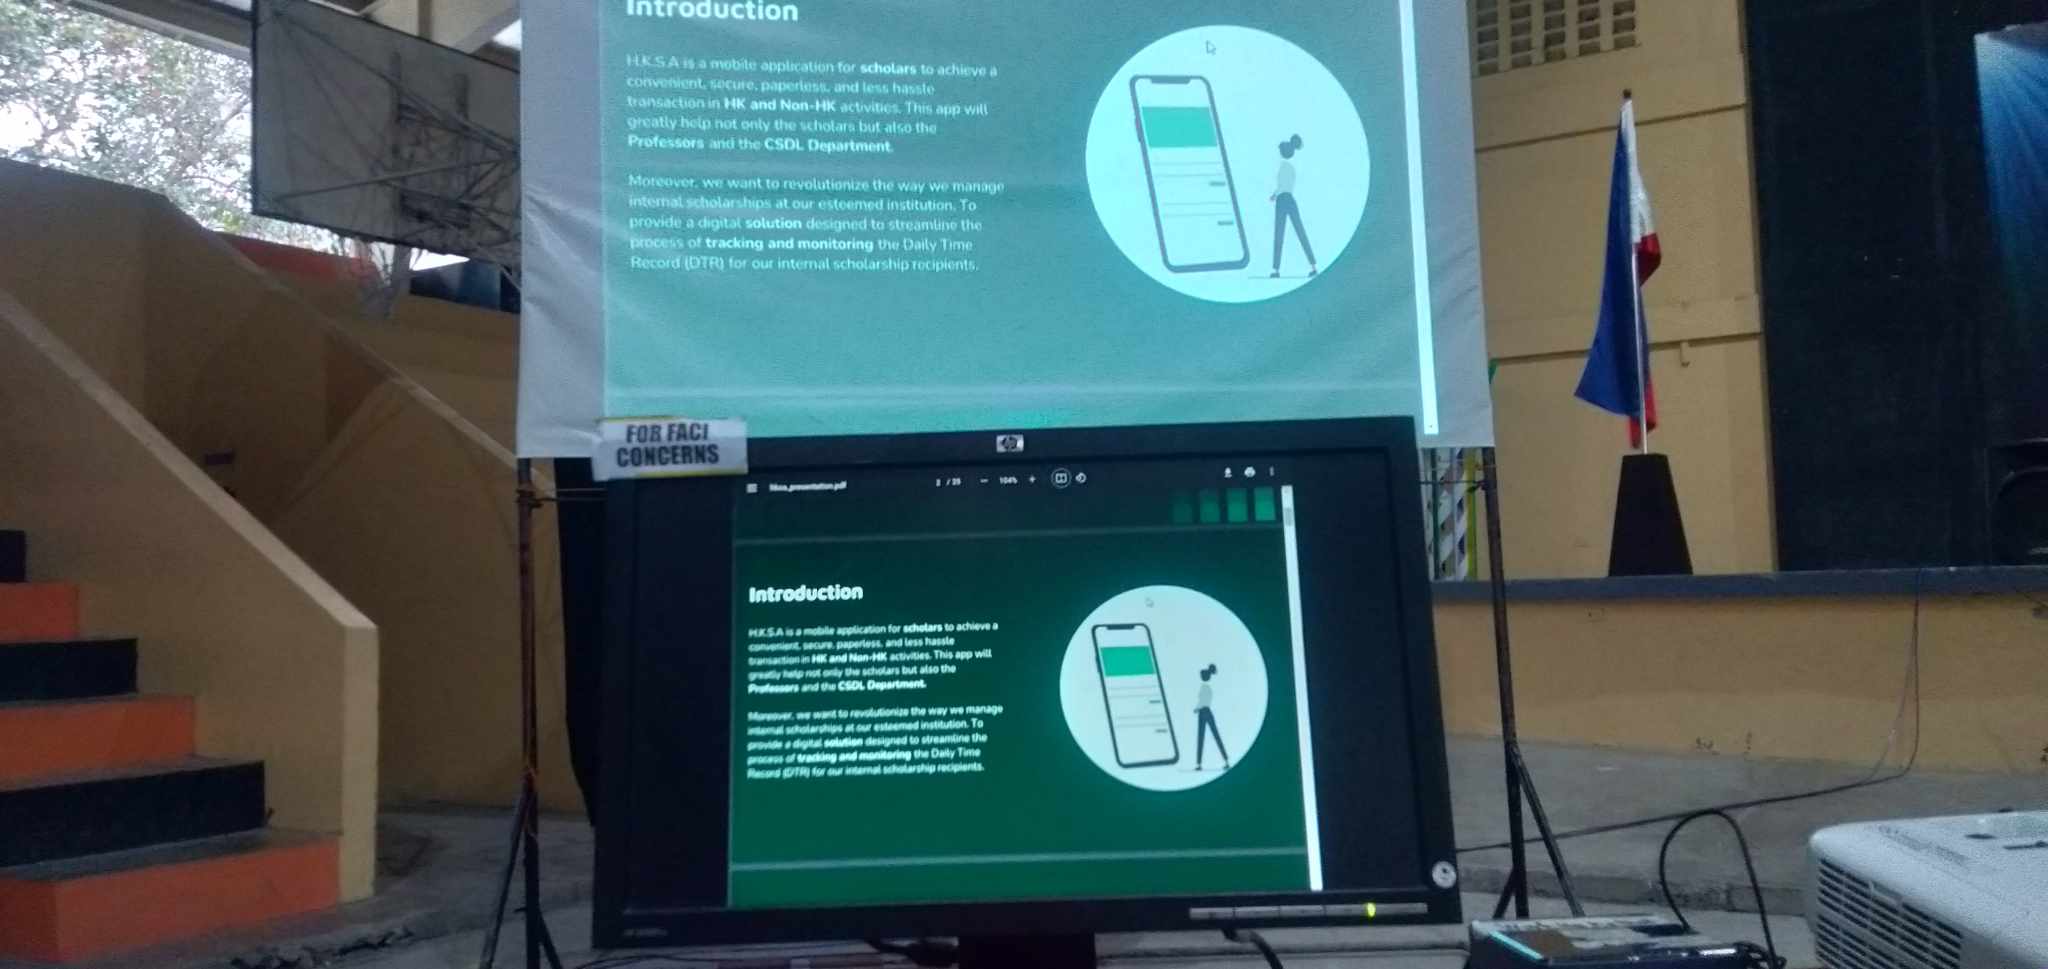 Introduction
H.K.S.A is a mobile application for scholars to achieve a
convenient, secure, paperless, and less hassle
transaction in HK and Non-HK activities. This app will
greatly help not only the scholars but also the
Professors and the CSDL Department.
Moreover, we want to revolutionize the way we manage
internal scholarships at our esteemed institution. To
provide a digital solution designed to streamline the
process of tracking and monitoring the Daily Time
Record (DTR) for our internal scholarship recipients.
FOR FACI
CONCERNS
hp
104%
Introduction
H.K.S.A is a mobile application for scholars to achieve a
convenient, secure, paperless, and less hassle
transaction in HK and Non-HK activities. This app will
greatly help not only the scholars but also the
Professors and the CSDL Department.
Moreover, we want to revolutionize the way we manage
internal scholarships at our esteemed institution. To
provide a digital solution designed to streamline the
process of tracking and monitoring the Daily Time
Record (DTR) for our internal scholarship recipients.